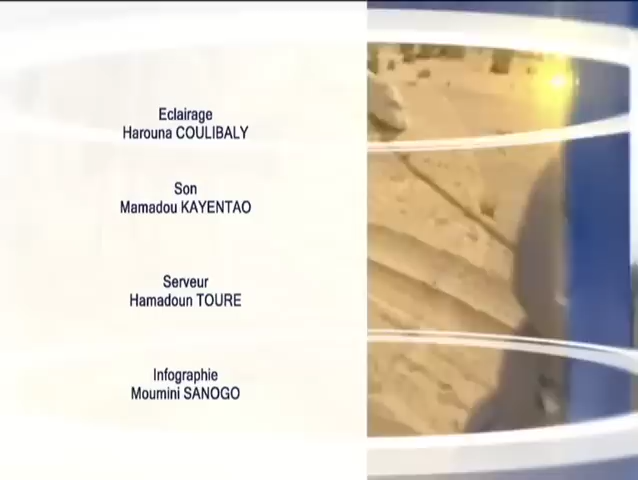 Eclairage
Harouna COULIBALY
Son
Mamadou KAYENTAO
Serveur
Hamadoun TOURE
Infographie
Moumini SANOGO